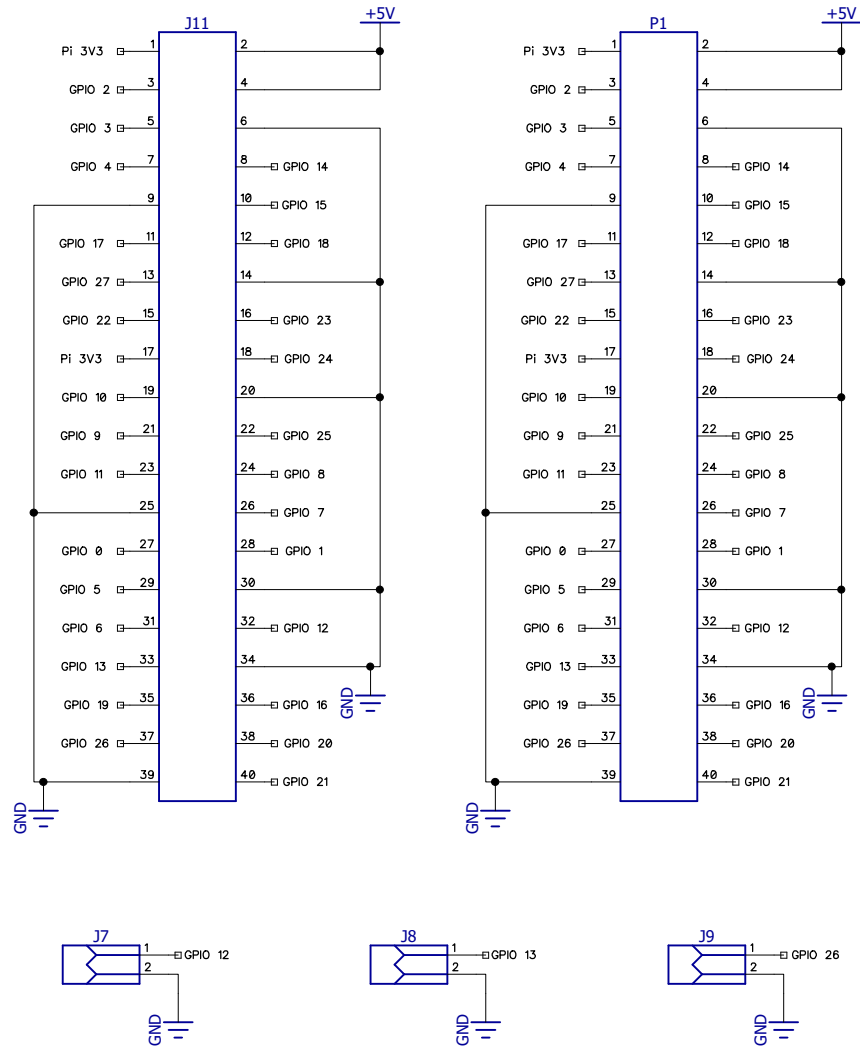 J11
+5V
Pi 3V3 1 2
GPIO 2 3 4
GPIO 3 5 6
GPIO 4 7 8 GPIO 14
9 10 GPIO 15
GPIO 17 11 12 GPIO 18
GPIO 27 13 14
GPIO 22 15 16 GPIO 23
Pi 3V3 17 18 GPIO 24
GPIO 10 19 20
GPIO 9 21 22 GPIO 25
GPIO 11 23 24 GPIO 8
25 26 GPIO 7
GPIO 0 27 28 GPIO 1
GPIO 5 29 30
GPIO 6 31 32 GPIO 12
GPIO 13 33 34
GPIO 19 35 36 GPIO 16
GPIO 26 37 38 GPIO 20
39 40 GPIO 21
GND
GND
P1
+5V
Pi 3V3 1 2
GPIO 2 3 4
GPIO 3 5 6
GPIO 4 7 8 GPIO 14
9 10 GPIO 15
GPIO 17 11 12 GPIO 18
GPIO 27 13 14
GPIO 22 15 16 GPIO 23
Pi 3V3 17 18 GPIO 24
GPIO 10 19 20
GPIO 9 21 22 GPIO 25
GPIO 11 23 24 GPIO 8
25 26 GPIO 7
GPIO 0 27 28 GPIO 1
GPIO 5 29 30
GPIO 6 31 32 GPIO 12
GPIO 13 33 34
GPIO 19 35 36 GPIO 16
GPIO 26 37 38 GPIO 20
39 40 GPIO 21
GND
GND
J7
1 GPIO 12
2
GND
J8
1 GPIO 13
2
GND
J9
1 GPIO 26
2
GND